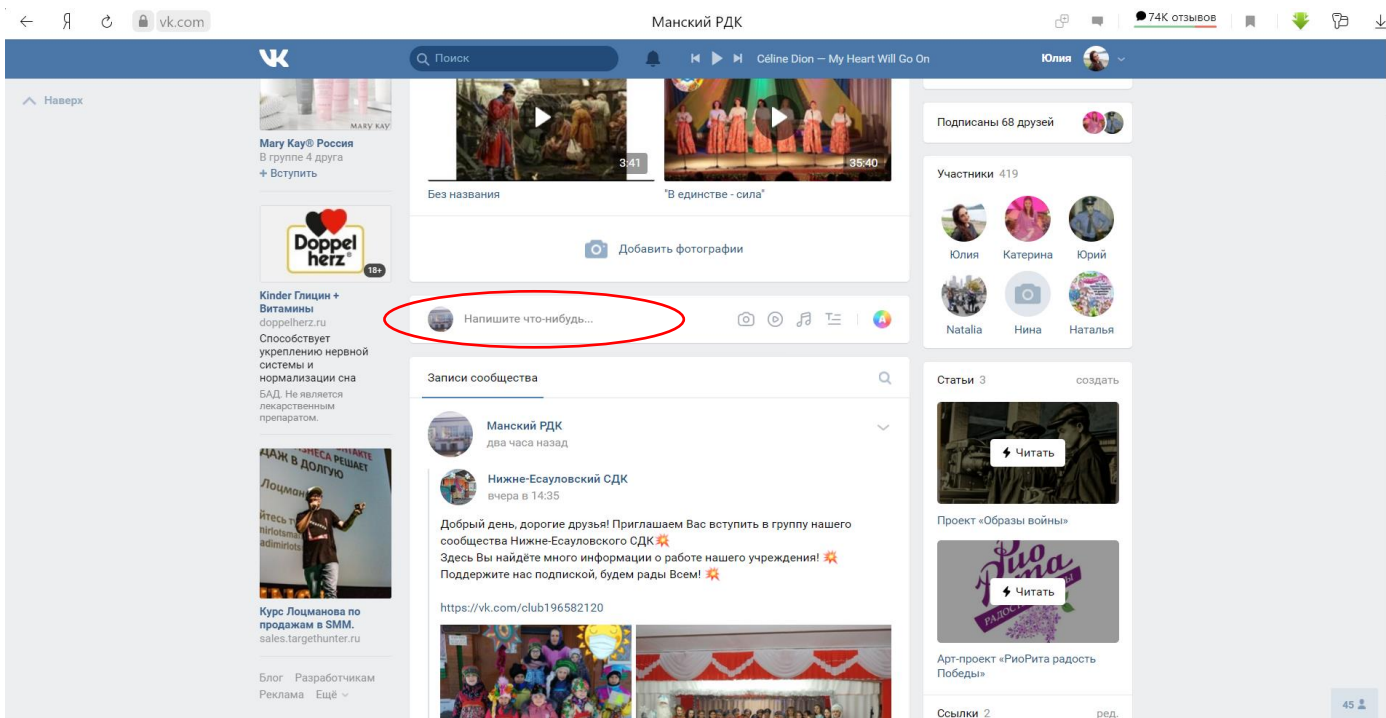 Я vk.com Манский РДК 74К отзывов
Поиск Céline Dion – My Heart Will Go On Юлия
Наверх
MARY KAY
Mary Kay® Россия
В группе 4 друга
+ Вступить
Doppel
herz®
18+
Kinder Глицин +
Витамины
doppelherz.ru
Способствует
укреплению нервной
системы и
нормализации сна
БАД. Не является
лекарственным
препаратом.
Курс Лоцманова по
продажам в SMM.
sales.targethunter.ru
Блог Разработчикам
Реклама Ещё
3:41
35:40
Без названия
"В единстве - сила"
Добавить фотографии
Напишите что-нибудь...
A
Записи сообщества
Манский РДК
два часа назад
Нижне-Есауловский СДК
вчера в 14:35
Добрый день, дорогие друзья! Приглашаем Вас вступить в группу нашего
сообщества Нижне-Есауловского СДК💥
Здесь Вы найдёте много информации о работе нашего учреждения! 💥
Поддержите нас подпиской, будем рады Всем! 💥
https://vk.com/club196582120
Подписаны 68 друзей
Участники 419
Юлия Катерина Юрий
Natalia Нина Наталья
Статьи 3 создать
Читать
Проект «Образы войны»
Рио
Рита
Читать
Арт-проект «РиоРита радость
Победы»
Ссылки 2 ред.
45